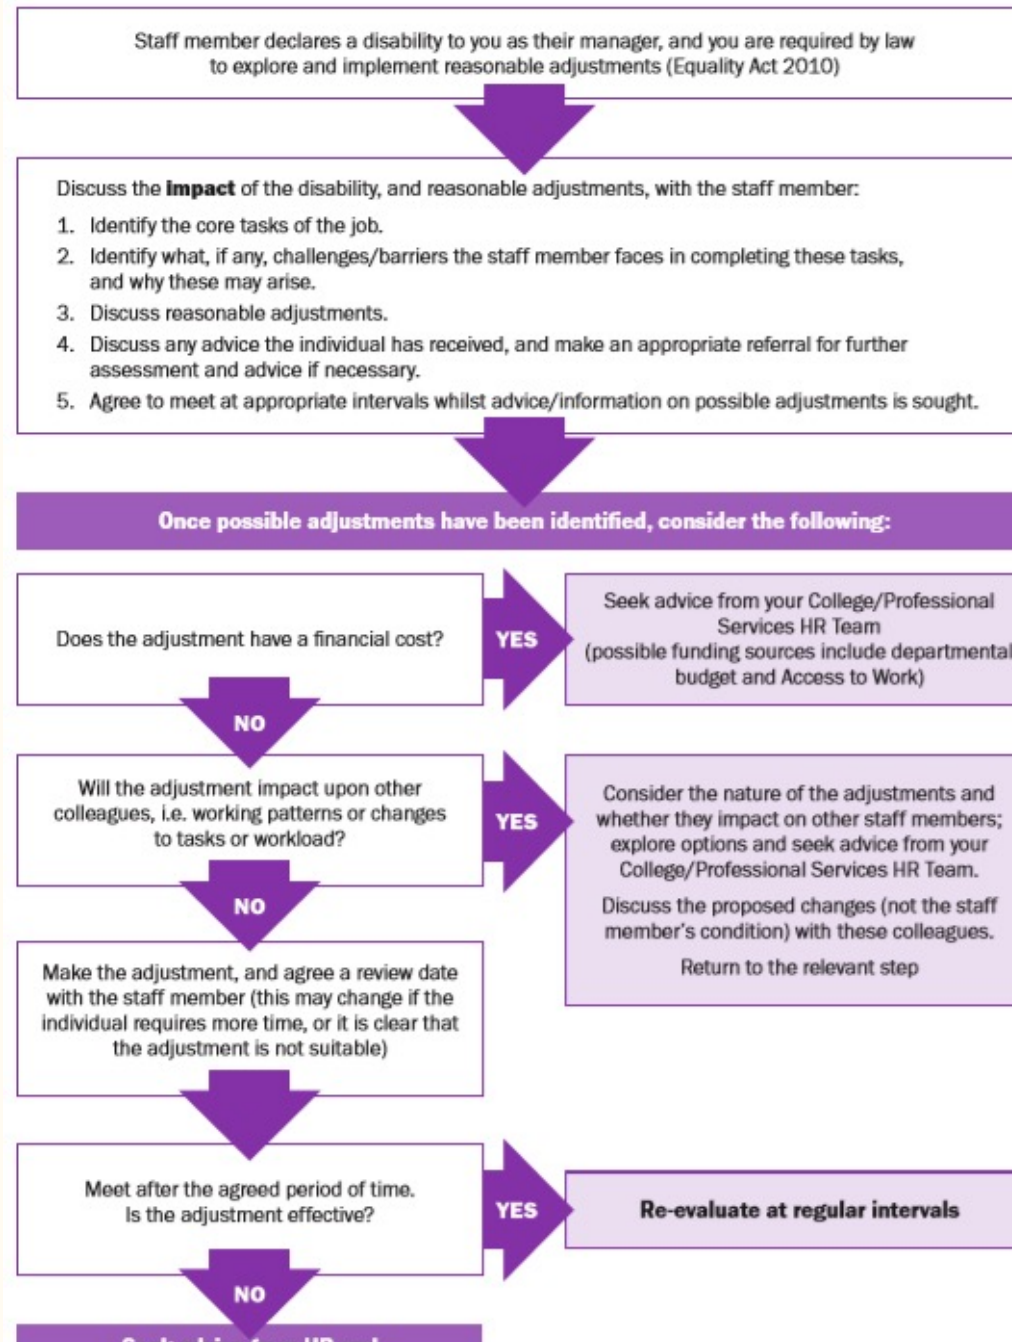 Staff member declares a disability to you as their manager, and you are required by law
to explore and implement reasonable adjustments (Equality Act 2010)
Discuss the impact of the disability, and reasonable adjustments, with the staff member:
1. Identify the core tasks of the job.
2. Identify what, if any, challenges/barriers the staff member faces in completing these tasks,
and why these may arise.
3. Discuss reasonable adjustments.
4. Discuss any advice the individual has received, and make an appropriate referral for further
assessment and advice if necessary.
5. Agree to meet at appropriate intervals whilst advice/information on possible adjustments is sought.
Once possible adjustments have been identified, consider the following:
Does the adjustment have a financial cost?
YES
Seek advice from your College/Professional
Services HR Team
(possible funding sources include departmental
budget and Access to Work)
NO
Will the adjustment impact upon other
colleagues, i.e. working patterns or changes
to tasks or workload?
YES
Consider the nature of the adjustments and
whether they impact on other staff members;
explore options and seek advice from your
College/Professional Services HR Team.
Discuss the proposed changes (not the staff
member's condition) with these colleagues.
Return to the relevant step
NO
Make the adjustment, and agree a review date
with the staff member (this may change if the
individual requires more time, or it is clear that
the adjustment is not suitable)
Meet after the agreed period of time.
Is the adjustment effective?
YES
Re-evaluate at regular intervals
NO